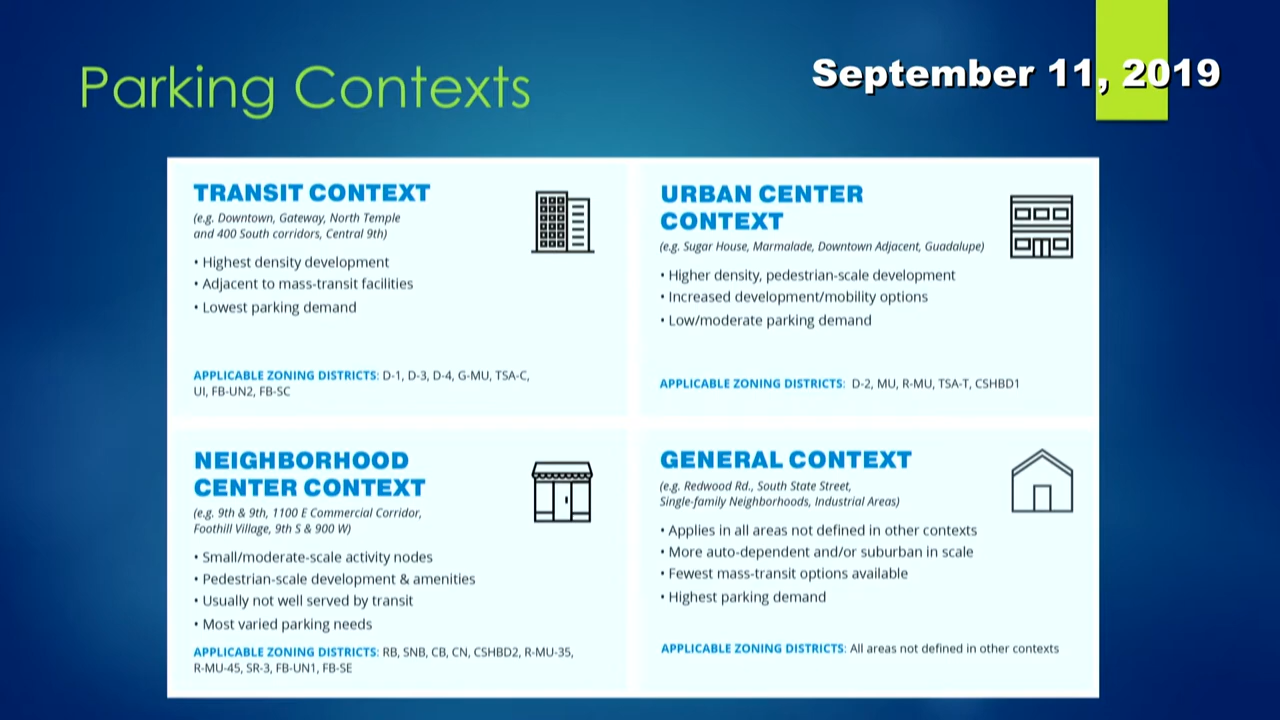 Parking Contexts
September 11, 2019
TRANSIT CONTEXT
(e.g. Downtown, Gateway, North Temple
and 400 South corridors, Central 9th)
• Highest density development
• Adjacent to mass-transit facilities
• Lowest parking demand
APPLICABLE ZONING DISTRICTS: D-1, D-3, D-4, G-MU, TSA-C,
UI, FB-UN2, FB-SC
URBAN CENTER
CONTEXT
(e.g. Sugar House, Marmalade, Downtown Adjacent, Guadalupe)
• Higher density, pedestrian-scale development
• Increased development/mobility options
• Low/moderate parking demand
APPLICABLE ZONING DISTRICTS: D-2, MU, R-MU, TSA-T, CSHBD1
NEIGHBORHOOD
CENTER CONTEXT
(e.g. 9th & 9th, 1100 E Commercial Corridor,
Foothill Village, 9th S & 900 W)
• Small/moderate-scale activity nodes
• Pedestrian-scale development & amenities
• Usually not well served by transit
• Most varied parking needs
APPLICABLE ZONING DISTRICTS: RB, SNB, CB, CN, CSHBD2, R-MU-35,
R-MU-45, SR-3, FB-UN1, FB-SE
GENERAL CONTEXT
(e.g. Redwood Rd., South State Street,
Single-family Neighborhoods, Industrial Areas)
• Applies in all areas not defined in other contexts
• More auto-dependent and/or suburban in scale
• Fewest mass-transit options available
• Highest parking demand
APPLICABLE ZONING DISTRICTS: All areas not defined in other contexts